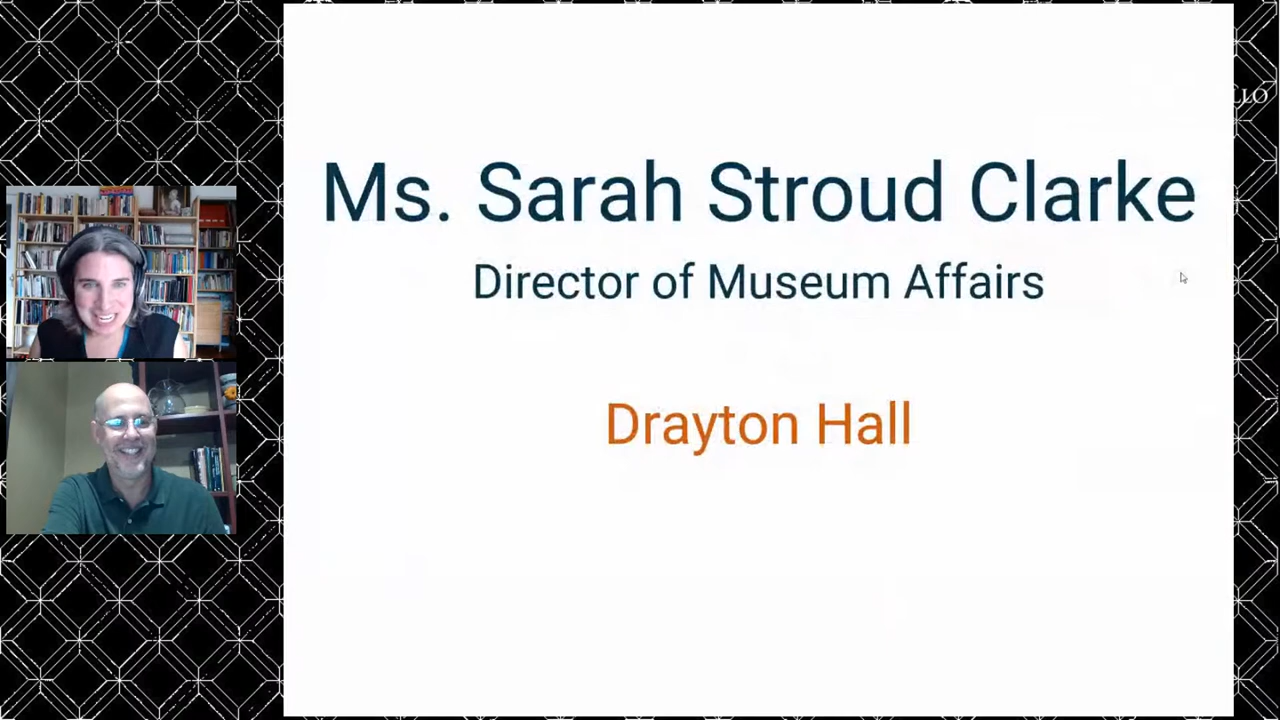 Ms. Sarah Stroud Clarke
Director of Museum Affairs
Drayton Hall